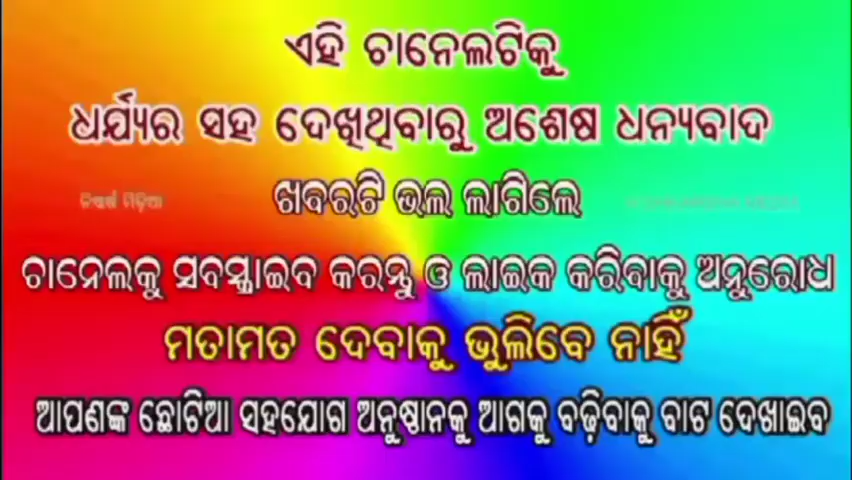 ଏହି ଚାନେଲଟିକୁ
ଧର୍ଯ୍ୟର ସହ ଦେଖିଥିବାରୁ ଅଶେଷ ଧନ୍ୟବାଦ
ଖବରଟି ଭଲ ଲାଗିଲେ
ଚାନେଲକୁ ସବସ୍କ୍ରାଇବ କରନ୍ତୁ ଓ ଲାଇକ କରିବାକୁ ଅନୁରୋଧ
ମତାମତ ଦେବାକୁ ଭୁଲିବେ ନାହିଁ
ଆପଣଙ୍କ ଛୋଟିଆ ସହଯୋଗ ଅନୁଷ୍ଠାନକୁ ଆଗକୁ ବଢ଼ିବାକୁ ବାଟ ଦେଖାଇବ